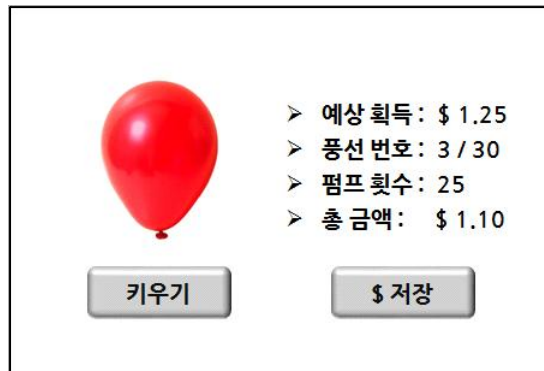 ➢ 예상 획득 : $ 1.25
➢ 풍선 번호 : 3 / 30
➢ 펌프 횟수 : 25
➢ 총 금액 : $ 1.10
키우기
$ 저장